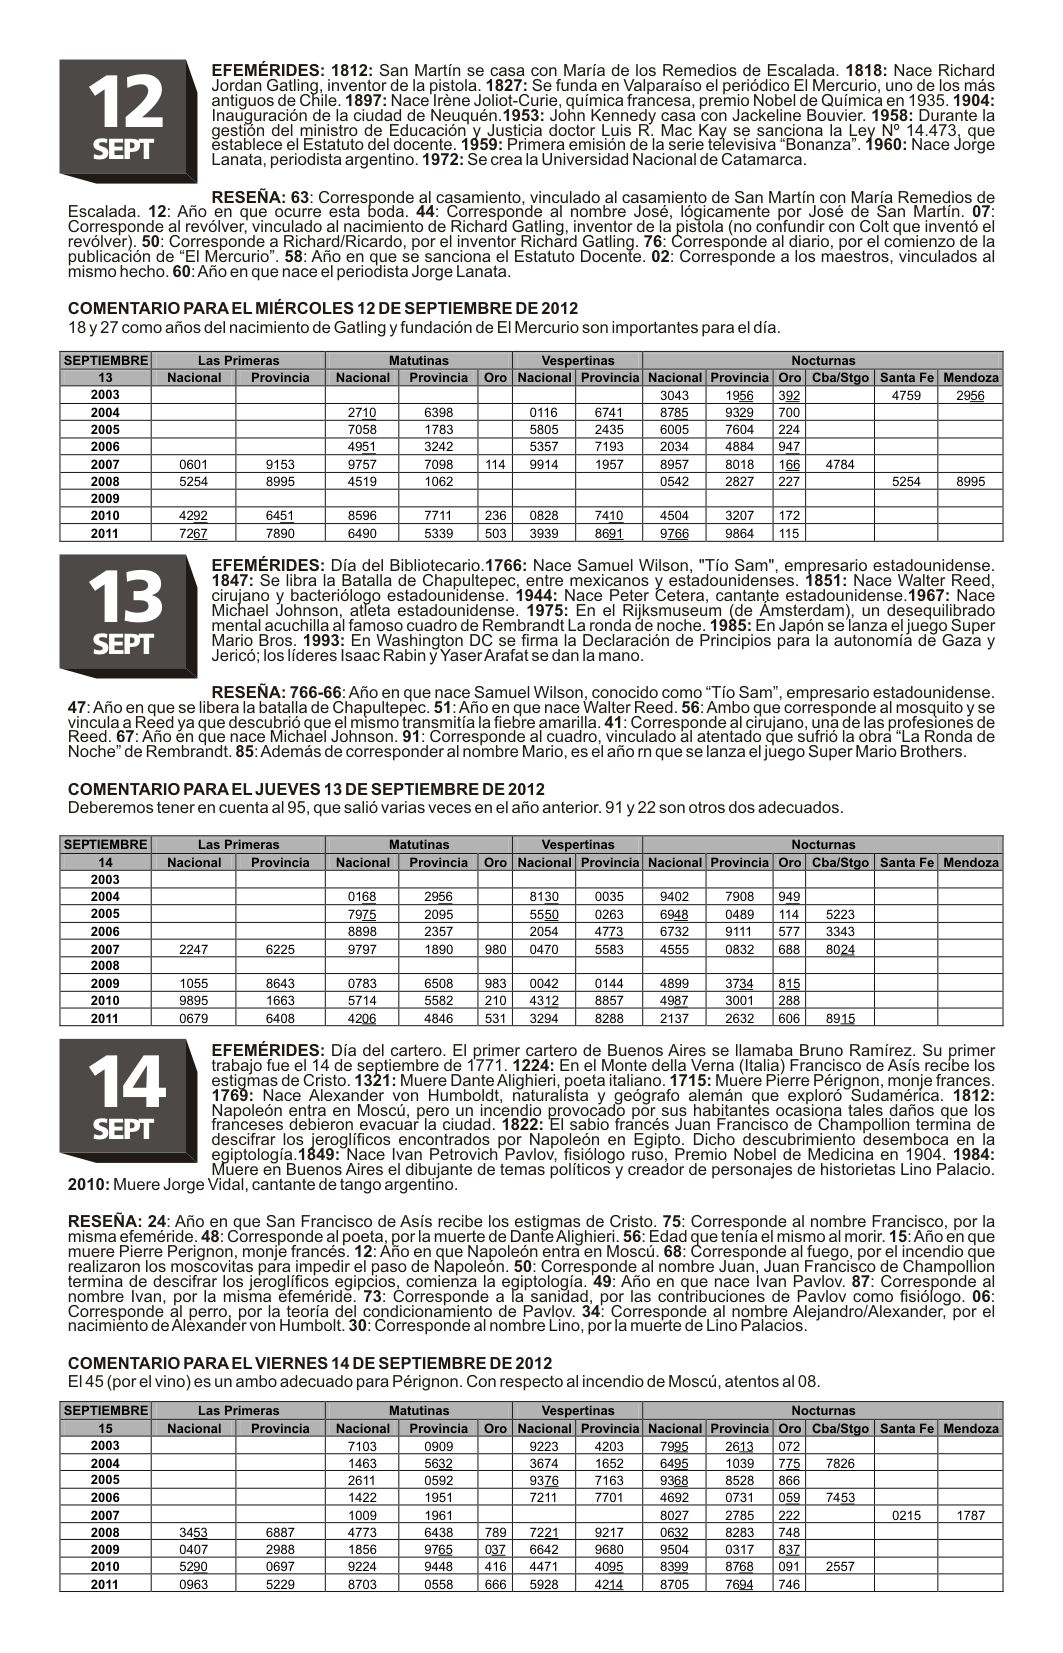 12
SEPT
EFEMÉRIDES: 1812: San Martín se casa con María de los Remedios de Escalada. 1818: Nace Richard
Jordan Gatling, inventor de la pistola. 1827: Se funda en Valparaíso el periódico El Mercurio, uno de los más
antiguos de Chile. 1897: Nace Irène Joliot-Curie, química francesa, premio Nobel de Química en 1935. 1904:
Inauguración de la ciudad de Neuquén.1953: John Kennedy casa con Jackeline Bouvier. 1958: Durante la
gestión del ministro de Educación y Justicia doctor Luis R. Mac Kay se sanciona la Ley Nº 14.473, que
establece el Estatuto del docente. 1959: Primera emisión de la serie televisiva “Bonanza”. 1960: Nace Jorge
Lanata, periodista argentino. 1972: Se crea la Universidad Nacional de Catamarca.
RESEÑA: 63: Corresponde al casamiento, vinculado al casamiento de San Martín con María Remedios de
Escalada. 12: Año en que ocurre esta boda. 44: Corresponde al nombre José, lógicamente por José de San Martín. 07:
Corresponde al revólver, vinculado al nacimiento de Richard Gatling, inventor de la pistola (no confundir con Colt que inventó el
revólver). 50: Corresponde a Richard/Ricardo, por el inventor Richard Gatling. 76: Corresponde al diario, por el comienzo de la
publicación de “El Mercurio”. 58: Año en que se sanciona el Estatuto Docente. 02: Corresponde a los maestros, vinculados al
mismo hecho. 60: Año en que nace el periodista Jorge Lanata.
COMENTARIO PARA EL MIÉRCOLES 12 DE SEPTIEMBRE DE 2012
18 y 27 como años del nacimiento de Gatling y fundación de El Mercurio son importantes para el día.
SEPTIEMBRE Las Primeras Matutinas Vespertinas Nocturnas
13 Nacional Provincia Nacional Provincia Oro Nacional Provincia Nacional Provincia Oro Cba/Stgo Santa Fe Mendoza
2003 3043 1956 392 4759 2956
2004 2710 6398 0116 6741 8785 9329 700
2005 7058 1783 5805 2435 6005 7604 224
2006 4951 3242 5357 7193 2034 4884 947
2007 0601 9153 9757 7098 114 9914 1957 8957 8018 166 4784
2008 5254 8995 4519 1062 0542 2827 227 5254 8995
2009
2010 4292 6451 8596 7711 236 0828 7410 4504 3207 172
2011 7267 7890 6490 5339 503 3939 8691 9766 9864 115
13
SEPT
EFEMÉRIDES: Día del Bibliotecario.1766: Nace Samuel Wilson, "Tío Sam", empresario estadounidense.
1847: Se libra la Batalla de Chapultepec, entre mexicanos y estadounidenses. 1851: Nace Walter Reed,
cirujano y bacteriólogo estadounidense. 1944: Nace Peter Cetera, cantante estadounidense.1967: Nace
Michael Johnson, atleta estadounidense. 1975: En el Rijksmuseum (de Ámsterdam), un desequilibrado
mental acuchilla al famoso cuadro de Rembrandt La ronda de noche. 1985: En Japón se lanza el juego Super
Mario Bros. 1993: En Washington DC se firma la Declaración de Principios para la autonomía de Gaza y
Jericó; los líderes Isaac Rabin y Yaser Arafat se dan la mano.
RESEÑA: 766-66: Año en que nace Samuel Wilson, conocido como “Tío Sam”, empresario estadounidense.
47: Año en que se libera la batalla de Chapultepec. 51: Año en que nace Walter Reed. 56: Ambo que corresponde al mosquito y se
vincula a Reed ya que descubrió que el mismo transmitía la fiebre amarilla. 41: Corresponde al cirujano, una de las profesiones de
Reed. 67: Año en que nace Michael Johnson. 91: Corresponde al cuadro, vinculado al atentado que sufrió la obra “La Ronda de
Noche” de Rembrandt. 85: Además de corresponder al nombre Mario, es el año rn que se lanza el juego Super Mario Brothers.
COMENTARIO PARA EL JUEVES 13 DE SEPTIEMBRE DE 2012
Deberemos tener en cuenta al 95, que salió varias veces en el año anterior. 91 y 22 son otros dos adecuados.
SEPTIEMBRE Las Primeras Matutinas Vespertinas Nocturnas
14 Nacional Provincia Nacional Provincia Oro Nacional Provincia Nacional Provincia Oro Cba/Stgo Santa Fe Mendoza
2003
2004 0168 2956 8130 0035 9402 7908 949
2005 7975 2095 5550 0263 6948 0489 114 5223
2006 8898 2357 2054 4773 6732 9111 577 3343
2007 2247 6225 9797 1890 980 0470 5583 4555 0832 688 8024
2008
2009 1055 8643 0783 6508 983 0042 0144 4899 3734 815
2010 9895 1663 5714 5582 210 4312 8857 4987 3001 288
2011 0679 6408 4206 4846 531 3294 8288 2137 2632 606 8915
14
SEPT
EFEMÉRIDES: Día del cartero. El primer cartero de Buenos Aires se llamaba Bruno Ramírez. Su primer
trabajo fue el 14 de septiembre de 1771. 1224: En el Monte della Verna (Italia) Francisco de Asís recibe los
estigmas de Cristo. 1321: Muere Dante Alighieri, poeta italiano. 1715: Muere Pierre Pérignon, monje frances.
1769: Nace Alexander von Humboldt, naturalista y geógrafo alemán que exploró Sudamérica. 1812:
Napoleón entra en Moscú, pero un incendio provocado por sus habitantes ocasiona tales daños que los
franceses debieron evacuar la ciudad. 1822: El sabio francés Juan Francisco de Champollion termina de
descifrar los jeroglíficos encontrados por Napoleón en Egipto. Dicho descubrimiento desemboca en la
egiptología.1849: Nace Ivan Petrovich Pavlov, fisiólogo ruso, Premio Nobel de Medicina en 1904. 1984:
Muere en Buenos Aires el dibujante de temas políticos y creador de personajes de historietas Lino Palacio.
2010: Muere Jorge Vidal, cantante de tango argentino.
RESEÑA: 24: Año en que San Francisco de Asís recibe los estigmas de Cristo. 75: Corresponde al nombre Francisco, por la
misma efeméride. 48: Corresponde al poeta, por la muerte de Dante Alighieri. 56: Edad que tenía el mismo al morir. 15: Año en que
muere Pierre Perignon, monje francés. 12: Año en que Napoleón entra en Moscú. 68: Corresponde al fuego, por el incendio que
realizaron los moscovitas para impedir el paso de Napoleón. 50: Corresponde al nombre Juan, Juan Francisco de Champollion
termina de descifrar los jeroglíficos egipcios, comienza la egiptología. 49: Año en que nace Ivan Pavlov. 87: Corresponde al
nombre Ivan, por la misma efeméride. 73: Corresponde a la sanidad, por las contribuciones de Pavlov como fisiólogo. 06:
Corresponde al perro, por la teoría del condicionamiento de Pavlov. 34: Corresponde al nombre Alejandro/Alexander, por el
nacimiento de Alexander von Humbolt. 30: Corresponde al nombre Lino, por la muerte de Lino Palacios.
COMENTARIO PARA EL VIERNES 14 DE SEPTIEMBRE DE 2012
El 45 (por el vino) es un ambo adecuado para Pérignon. Con respecto al incendio de Moscú, atentos al 08.
SEPTIEMBRE Las Primeras Matutinas Vespertinas Nocturnas
15 Nacional Provincia Nacional Provincia Oro Nacional Provincia Nacional Provincia Oro Cba/Stgo Santa Fe Mendoza
2003 7103 0909 9223 4203 7995 2613 072
2004 1463 5632 3674 1652 6495 1039 775 7826
2005 2611 0592 9376 7163 9368 8528 866
2006 1422 1951 7211 7701 4692 0731 059 7453
2007 1009 1961 8027 2785 222 0215 1787
2008 3453 6887 4773 6438 789 7221 9217 0632 8283 748
2009 0407 2988 1856 9765 037 6642 9680 9504 0317 837
2010 5290 0697 9224 9448 416 4471 4095 8399 8768 091 2557
2011 0963 5229 8703 0558 666 5928 4214 8705 7694 746